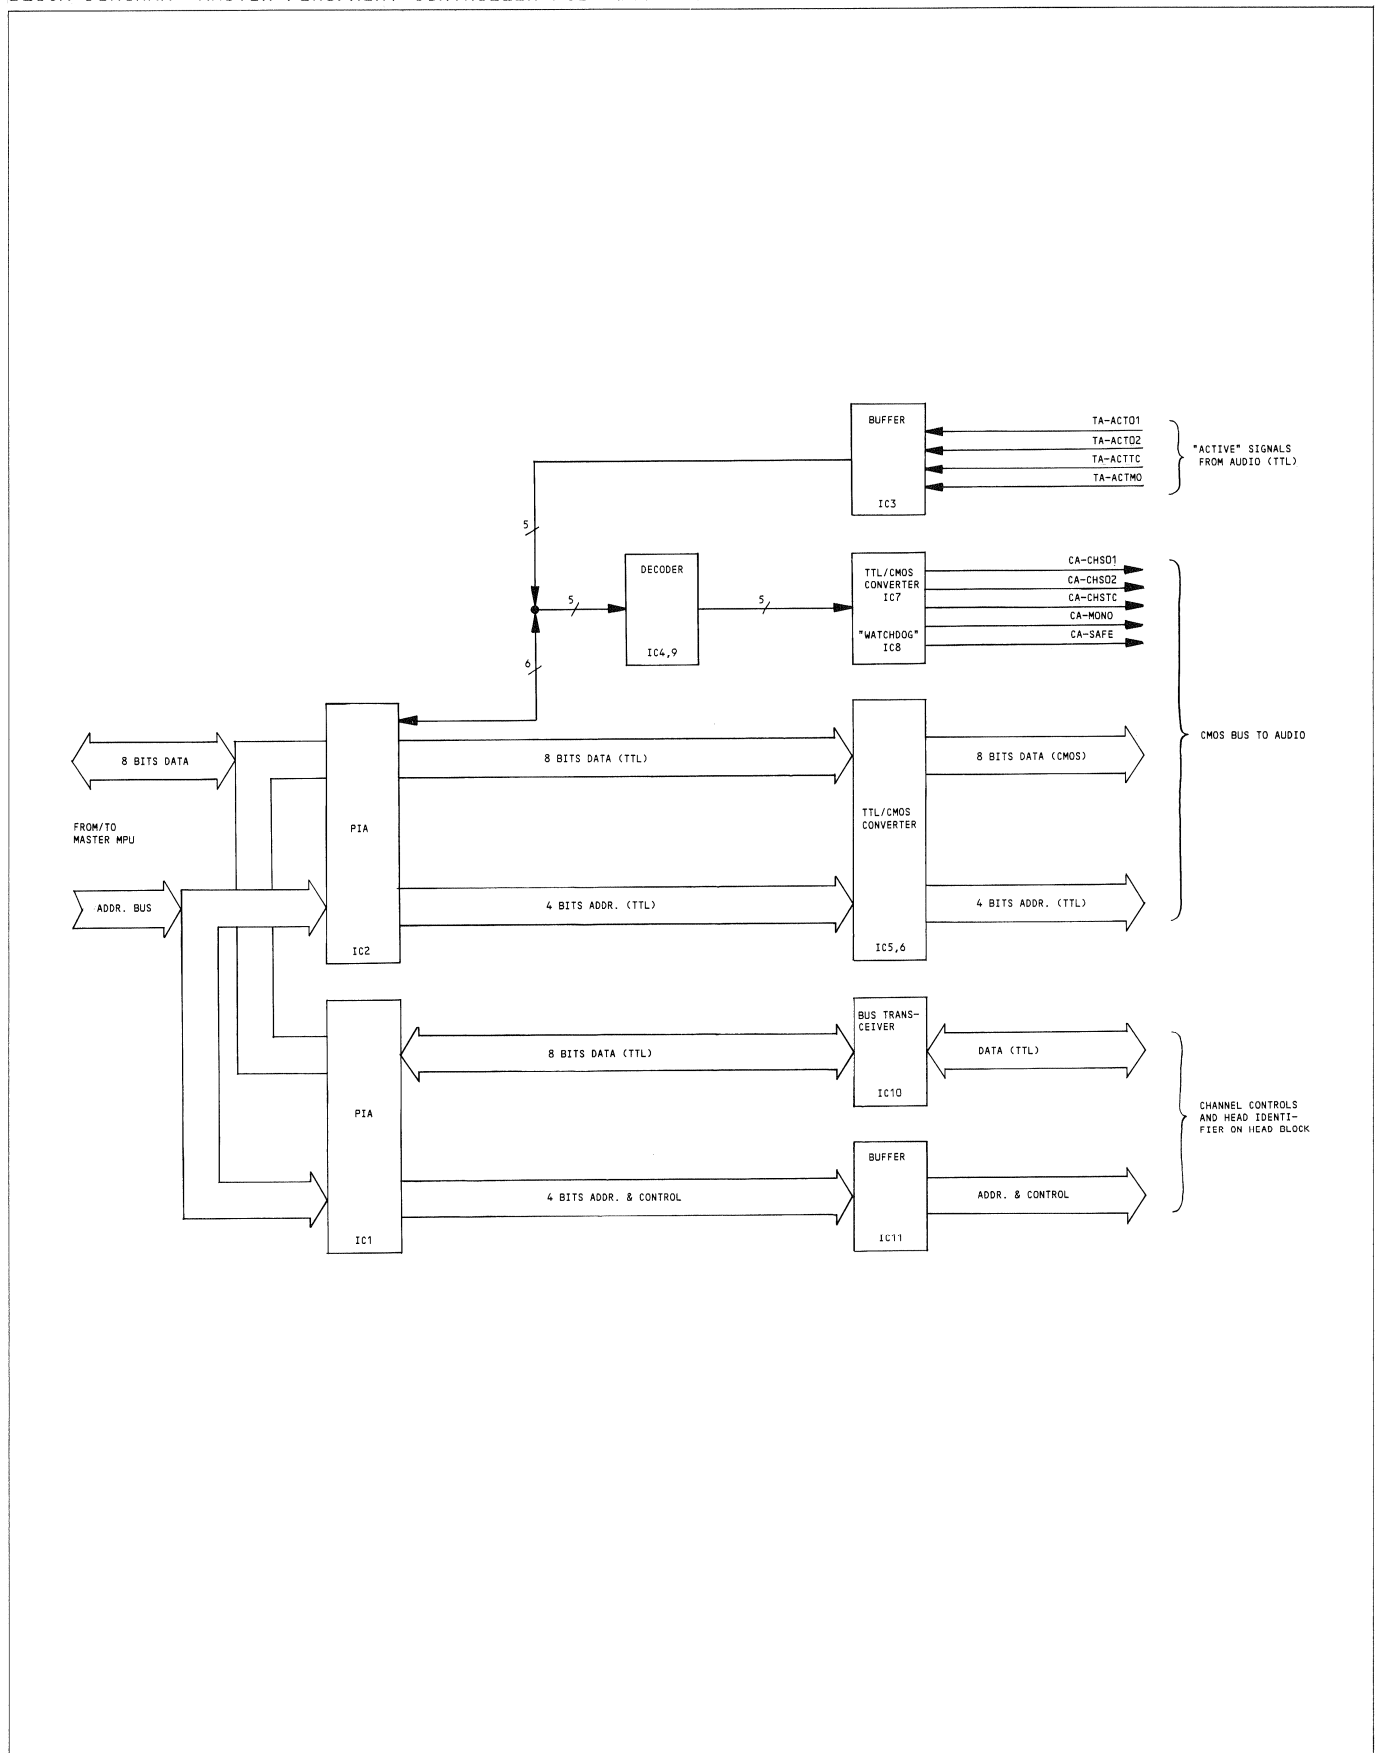 BUFFER
IC3
TA-ACT01
TA-ACT02
TA-ACTTC
TA-ACTMO
"ACTIVE" SIGNALS
FROM AUDIO (TTL)
5
6
5
DECODER
IC4,9
5
TTL/CMOS
CONVERTER
IC7
"WATCHDOG"
IC8
CA-CHS01
CA-CHS02
CA-CHSTC
CA-MONO
CA-SAFE
CMOS BUS TO AUDIO
8 BITS DATA
FROM/TO
MASTER MPU
ADDR. BUS
PIA
IC2
8 BITS DATA (TTL)
4 BITS ADDR. (TTL)
TTL/CMOS
CONVERTER
IC5,6
8 BITS DATA (CMOS)
4 BITS ADDR. (TTL)
PIA
IC1
8 BITS DATA (TTL)
4 BITS ADDR. & CONTROL
BUS TRANS-
CEIVER
IC10
BUFFER
IC11
DATA (TTL)
ADDR. & CONTROL
CHANNEL CONTROLS
AND HEAD IDENTI-
FIER ON HEAD BLOCK